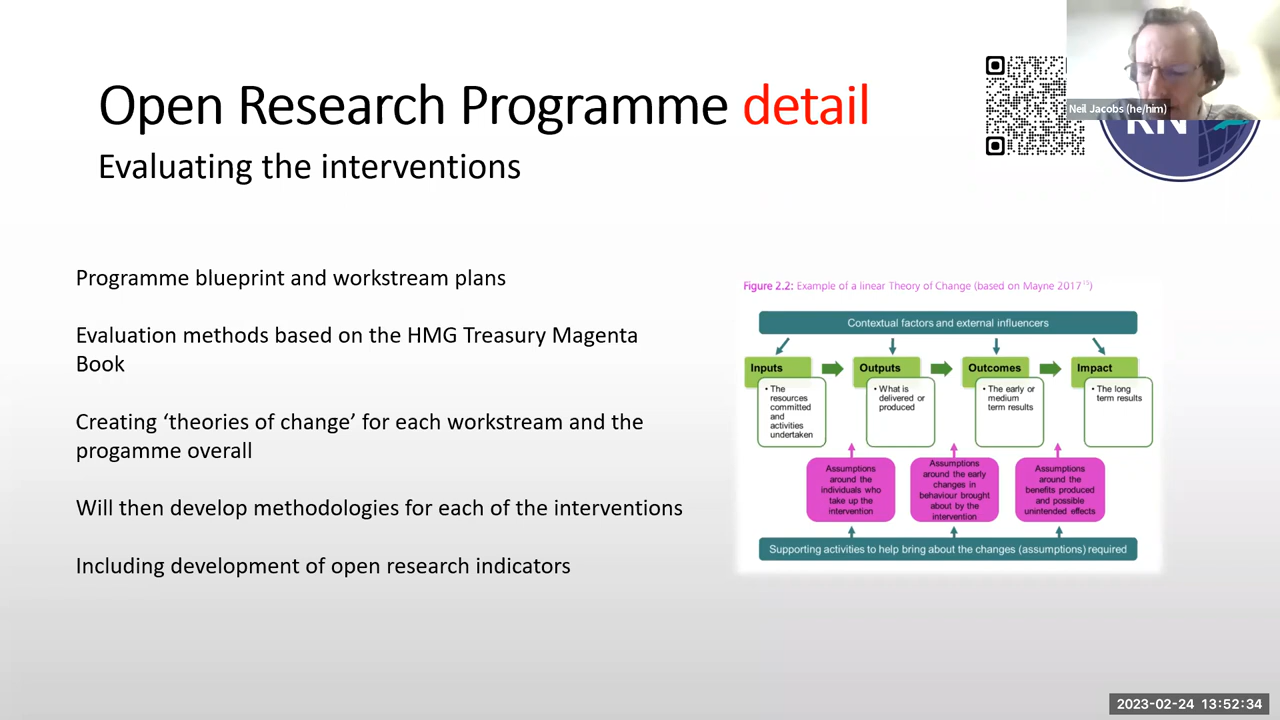 Open Research Programme detail
Evaluating the interventions
Neil Jacobs (he/him)
RN
Programme blueprint and workstream plans
Evaluation methods based on the HMG Treasury Magenta
Book
Creating ‘theories of change’ for each workstream and the
progamme overall
Will then develop methodologies for each of the interventions
Including development of open research indicators
Figure 2.2: Example of a linear Theory of Change (based on Mayne 2017¹⁵)
Contextual factors and external influencers
Inputs
• The
resources
committed
and
activities
undertaken
Outputs
• What is
delivered or
produced
Outcomes
• The early or
medium
term results
Impact
• The long
term results
Assumptions
around the
individuals who
take up the
intervention
Assumptions
around the early
changes in
behaviour brought
about by the
intervention
Assumptions
around the
benefits produced
and possible
unintended effects
Supporting activities to help bring about the changes (assumptions) required
2023-02-24 13:52:34